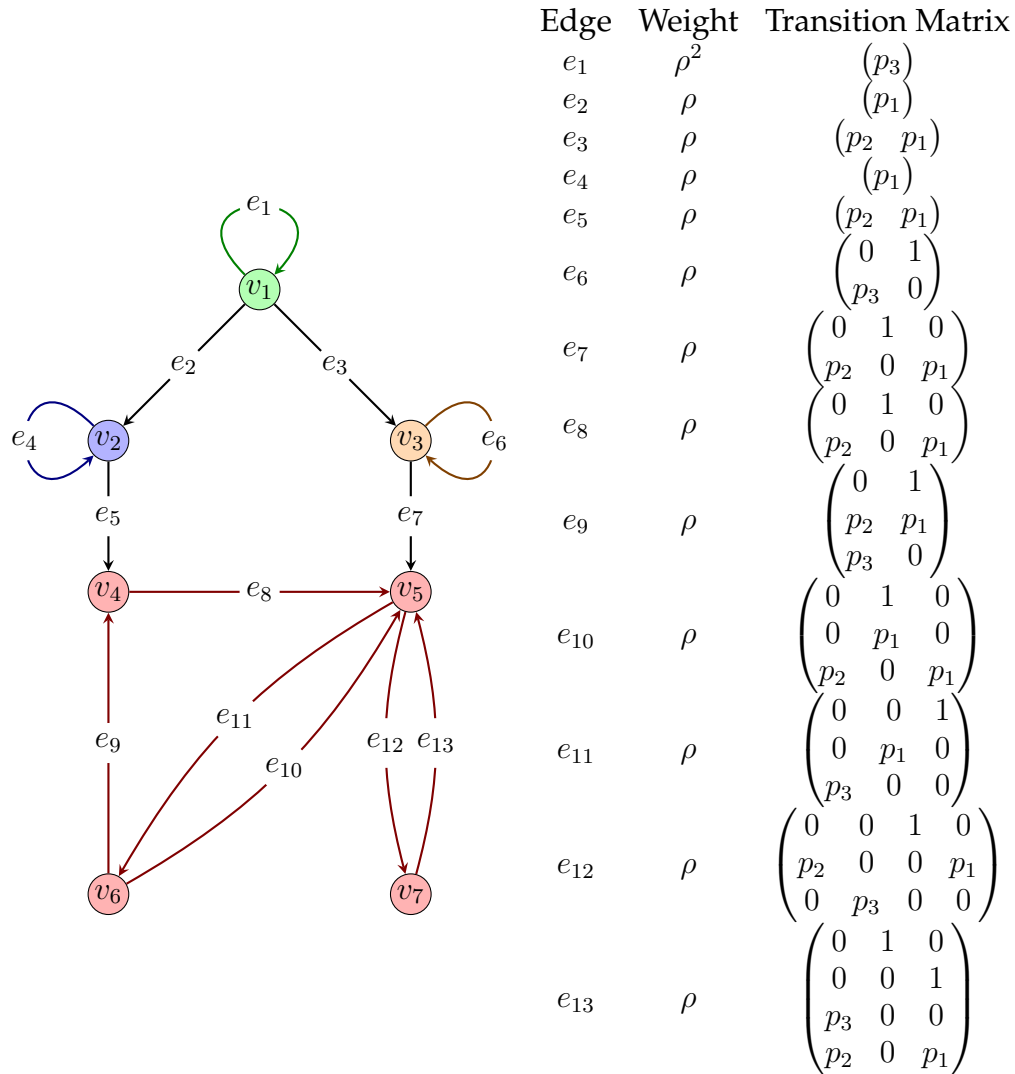 Edge Weight Transition Matrix
e₁ ρ² (p₃)
e₂ ρ (p₁)
e₃ ρ (p₂ p₁)
e₄ ρ (p₁)
e₅ ρ (p₂ p₁)
0 1
e₆ ρ
p₃ 0
0 1 0
e₇ ρ
p₂ 0 p₁
0 1 0
e₈ ρ
p₂ 0 p₁
0 1
e₉ ρ p₂ p₁
p₃ 0
0 1 0
e₁₀ ρ 0 p₁ 0
p₂ 0 p₁
0 0 1
e₁₁ ρ 0 p₁ 0
p₃ 0 0
0 0 1 0
e₁₂ ρ p₂ 0 0 p₁
0 p₃ 0 0
0 1 0
0 0 1
e₁₃ ρ
p₃ 0 0
p₂ 0 p₁
e₁
v₁
e₂ e₃
e₄ v₂ v₃ e₆
e₅ e₇
v₄ e₈ v₅
e₁₁
e₉ e₁₂ e₁₃
e₁₀
v₆ v₇